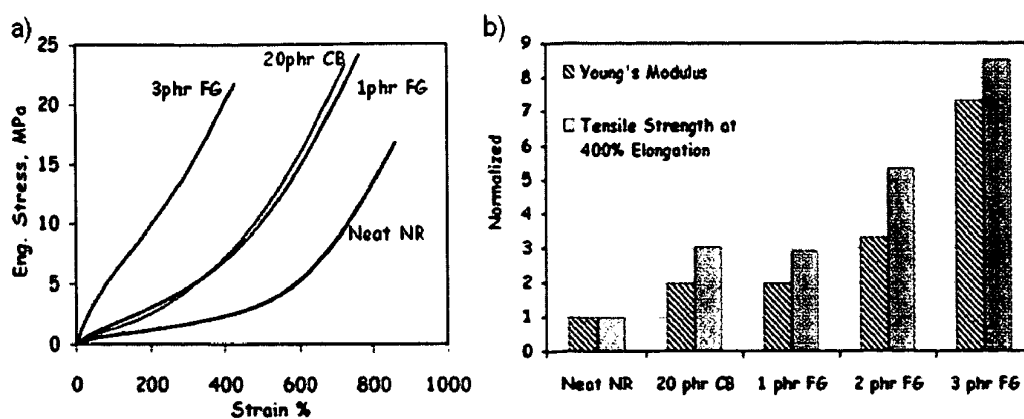 a)
25
20
15
10
5
0
Eng. Stress, MPa
3phr FG
20phr CB
1phr FG
Neat NR
0 200 400 600 800 1000
Strain %
b)
9
8
7
6
5
4
3
2
1
0
Normalized
Young's Modulus
Tensile Strength at
400% Elongation
Neat NR 20 phr CB 1 phr FG 2 phr FG 3 phr FG